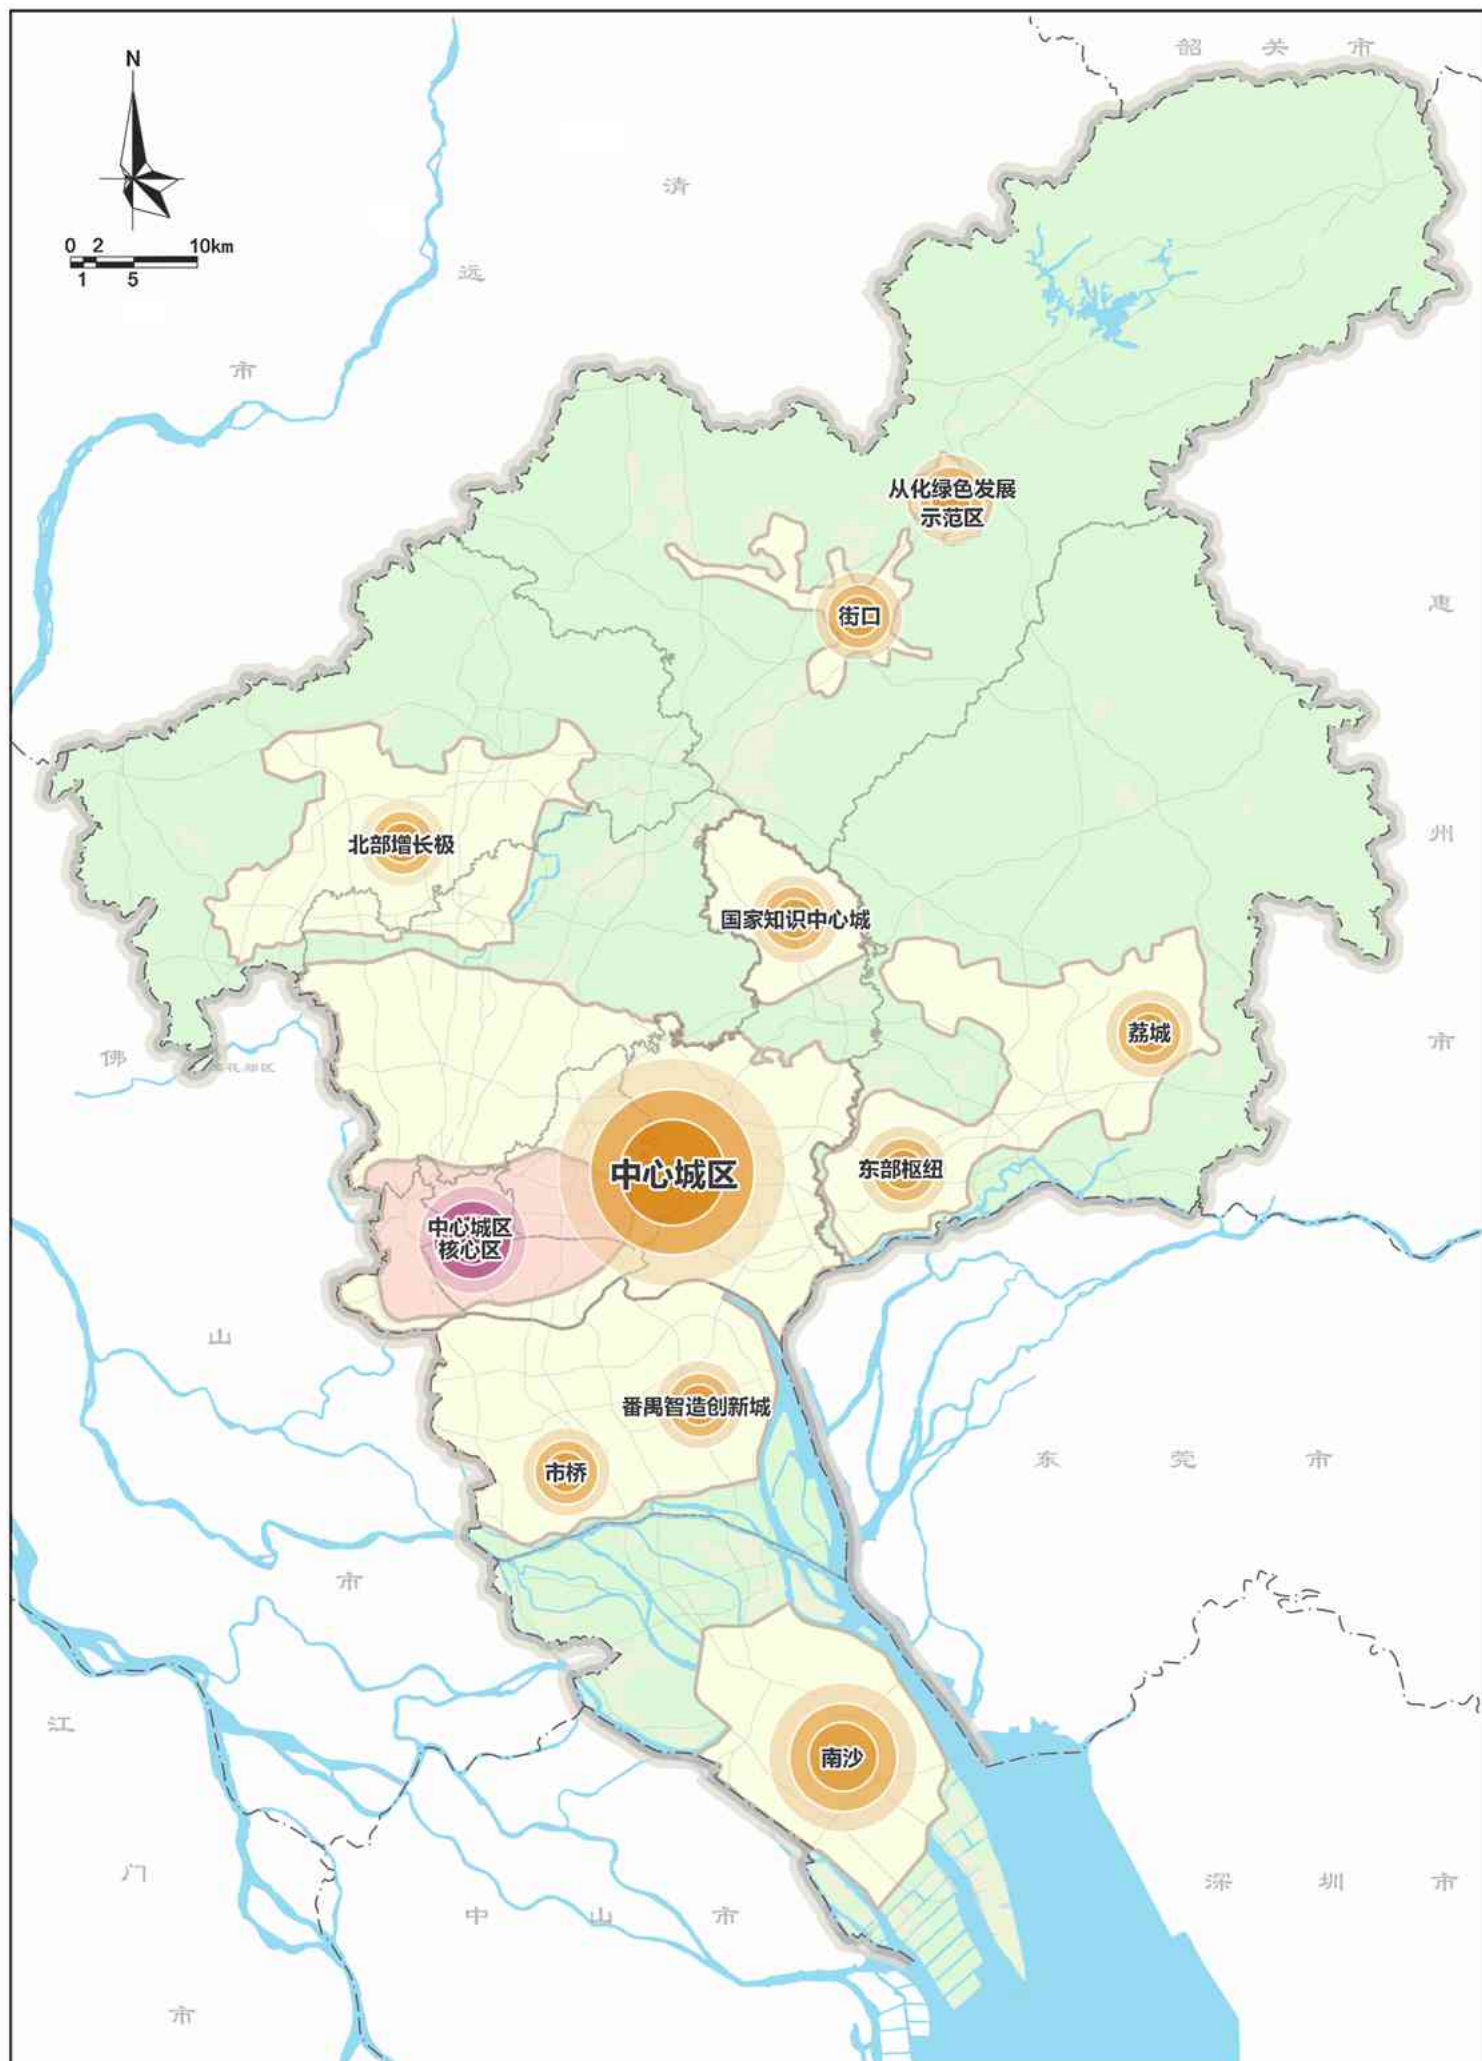 韶关市
N
清
0 2 10km
1 5
远
市
从化绿色发展
示范区
惠
街口
州
北部增长极
国家知识中心城
荔城
市
佛
中心城区
东部枢纽
中心城区
核心区
山
番禺智造创新城
东莞市
市桥
市
江
南沙
门
深圳市
中山市
市